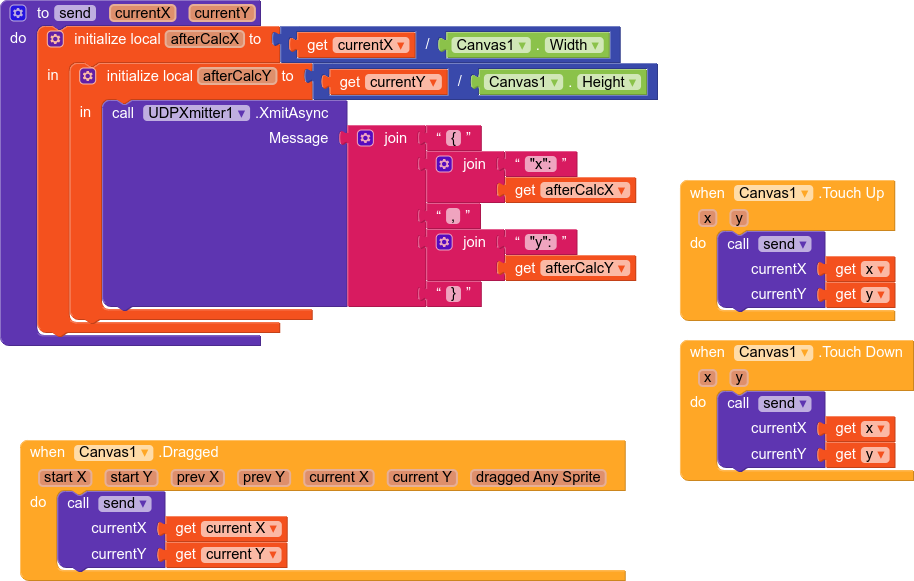 to send currentX currentY
do initialize local afterCalcX to get currentX / Canvas1 . Width
in initialize local afterCalcY to get currentY / Canvas1 . Height
in call UDPXmitter1 .XmitAsync
Message join “ { ”
join “ "x": ”
get afterCalcX
“ , ”
join “ "y": ”
get afterCalcY
“ } ”
when Canvas1 .Touch Up
x y
do call send
currentX get x
currentY get y
when Canvas1 .Touch Down
x y
do call send
currentX get x
currentY get y
when Canvas1 .Dragged
start X start Y prev X prev Y current X current Y dragged Any Sprite
do call send
currentX get current X
currentY get current Y